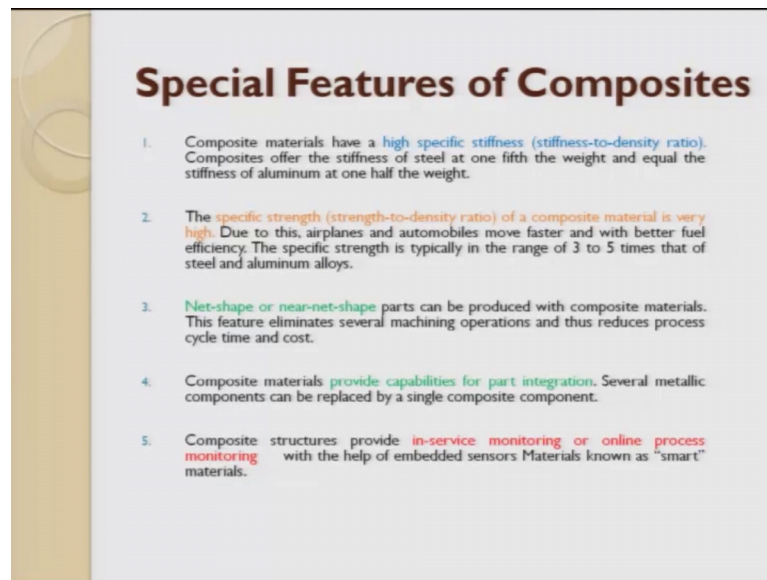 Special Features of Composites
1. Composite materials have a high specific stiffness (stiffness-to-density ratio).
Composites offer the stiffness of steel at one fifth the weight and equal the
stiffness of aluminum at one half the weight.
2. The specific strength (strength-to-density ratio) of a composite material is very
high. Due to this, airplanes and automobiles move faster and with better fuel
efficiency. The specific strength is typically in the range of 3 to 5 times that of
steel and aluminum alloys.
3. Net-shape or near-net-shape parts can be produced with composite materials.
This feature eliminates several machining operations and thus reduces process
cycle time and cost.
4. Composite materials provide capabilities for part integration. Several metallic
components can be replaced by a single composite component.
5. Composite structures provide in-service monitoring or online process
monitoring with the help of embedded sensors Materials known as “smart”
materials.